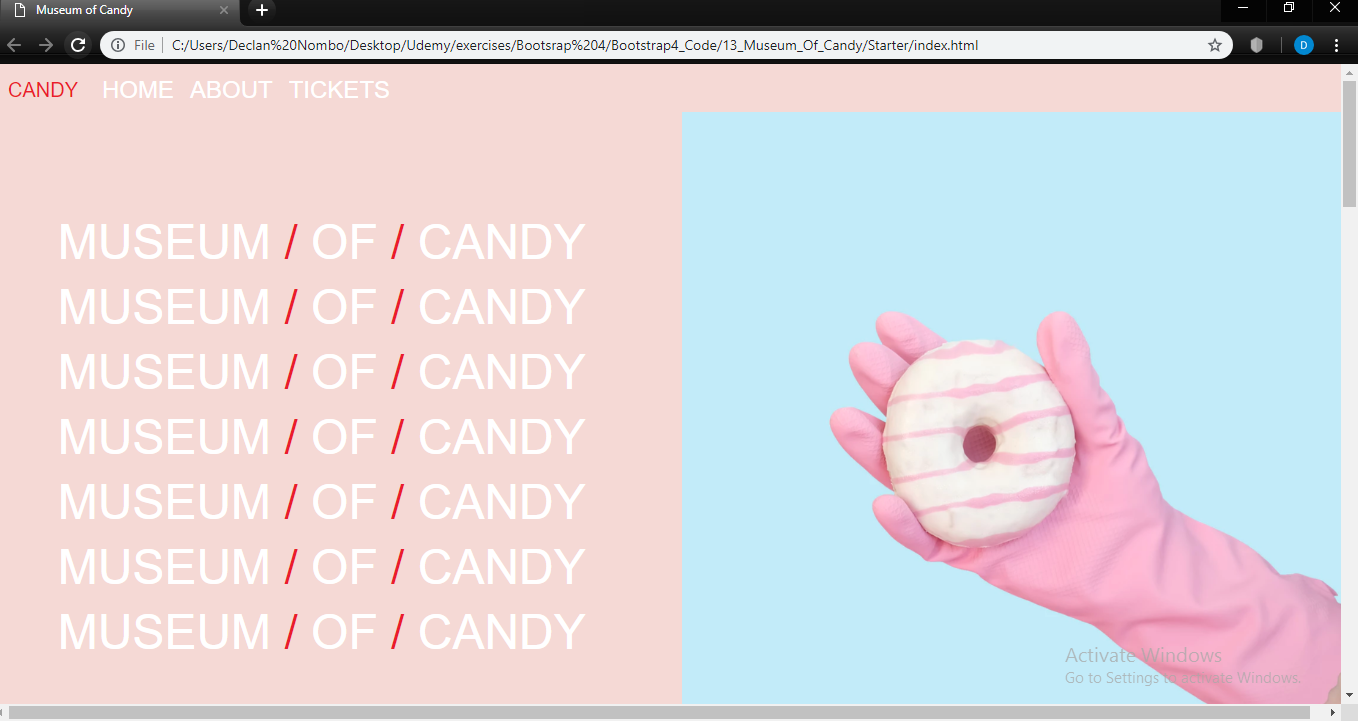 Museum of Candy
File C:/Users/Declan%20Nombo/Desktop/Udemy/exercises/Bootsrap%204/Bootstrap4_Code/13_Museum_Of_Candy/Starter/index.html D
CANDY HOME ABOUT TICKETS
MUSEUM / OF / CANDY
MUSEUM / OF / CANDY
MUSEUM / OF / CANDY
MUSEUM / OF / CANDY
MUSEUM / OF / CANDY
MUSEUM / OF / CANDY
MUSEUM / OF / CANDY
Activate Windows
Go to Settings to activate Windows.